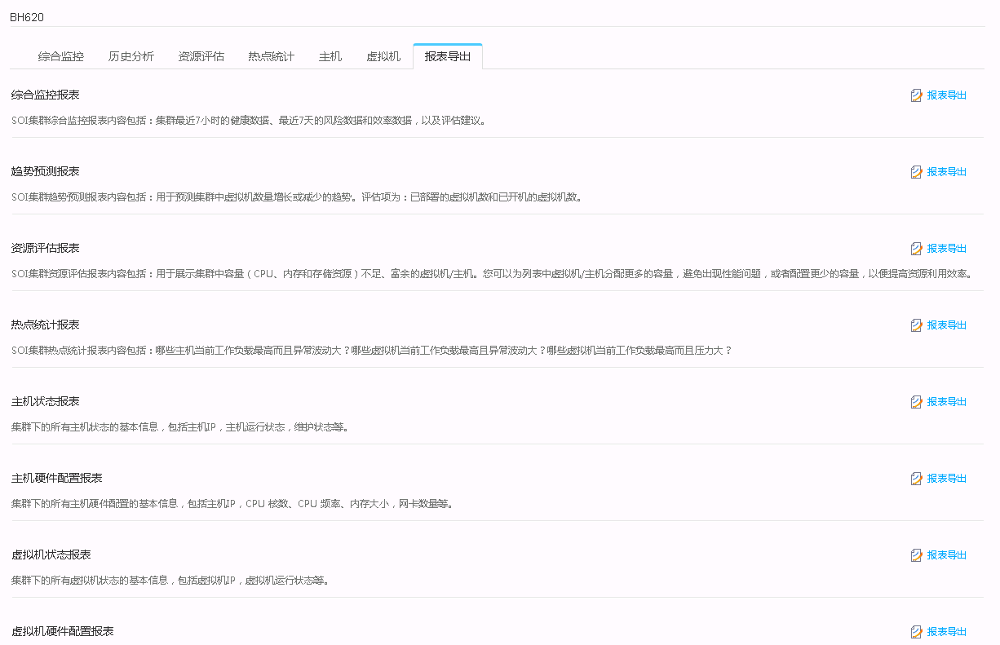 BH620
综合监控 历史分析 资源评估 热点统计 主机 虚拟机 报表导出
综合监控报表 报表导出
SOI集群综合监控报表内容包括：集群最近7小时的健康数据、最近7天的风险数据和效率数据，以及评估建议。
趋势预测报表 报表导出
SOI集群趋势预测报表内容包括：用于预测集群中虚拟机数量增长或减少的趋势。评估项为：已部署的虚拟机数和已开机的虚拟机数。
资源评估报表 报表导出
SOI集群资源评估报表内容包括：用于展示集群中容量（CPU、内存和存储资源）不足、富余的虚拟机/主机。您可以为列表中虚拟机/主机分配更多的容量，避免出现性能问题，或者配置更少的容量，以便提高资源利用效率。
热点统计报表 报表导出
SOI集群热点统计报表内容包括：哪些主机当前工作负载最高而且异常波动大？哪些虚拟机当前工作负载最高且异常波动大？哪些虚拟机当前工作负载最高而且压力大？
主机状态报表 报表导出
集群下的所有主机状态的基本信息，包括主机IP，主机运行状态，维护状态等。
主机硬件配置报表 报表导出
集群下的所有主机硬件配置的基本信息，包括主机IP，CPU 核数、CPU 频率、内存大小，网卡数量等。
虚拟机状态报表 报表导出
集群下的所有虚拟机状态的基本信息，包括虚拟机IP，虚拟机运行状态等。
虚拟机硬件配置报表 报表导出